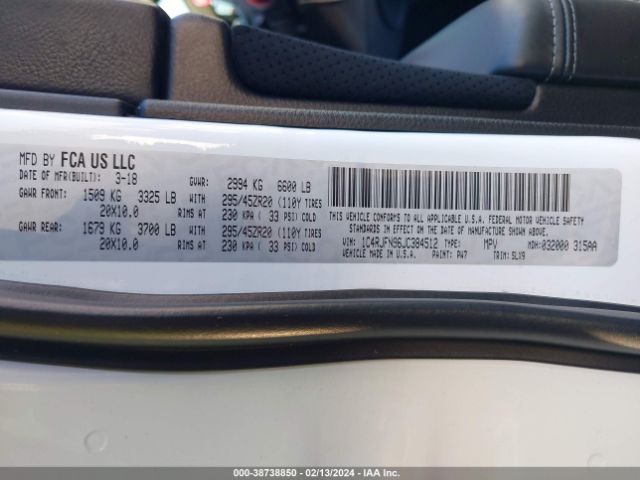 MFD BY FCA US LLC
DATE OF MFR(BUILT): 3-18 GVWR: 2994 KG 6600 LB
GAWR FRONT: 1509 KG 3325 LB 295/45ZR20 (110Y TIRES
20X10.0 RIMS AT 230 KPA ( 33 PSI) COLD
GAWR REAR: 1679 KG 3700 LB 295/45ZR20 (110Y TIRES
20X10.0 RIMS AT 230 KPA ( 33 PSI) COLD
THIS VEHICLE CONFORMS TO ALL APPLICABLE U.S.A. FEDERAL MOTOR VEHICLE SAFETY
STANDARDS IN EFFECT ON THE DATE OF MANUFACTURE SHOWN ABOVE.
VIN: 1C4RJFN96JC384512 TYPE: MPV MDH:032000 315AA
VEHICLE MADE IN U.S.A. PAINT: PW7 TRIM:SLX9
000-38738850 - 02/13/2024 - IAA Inc.